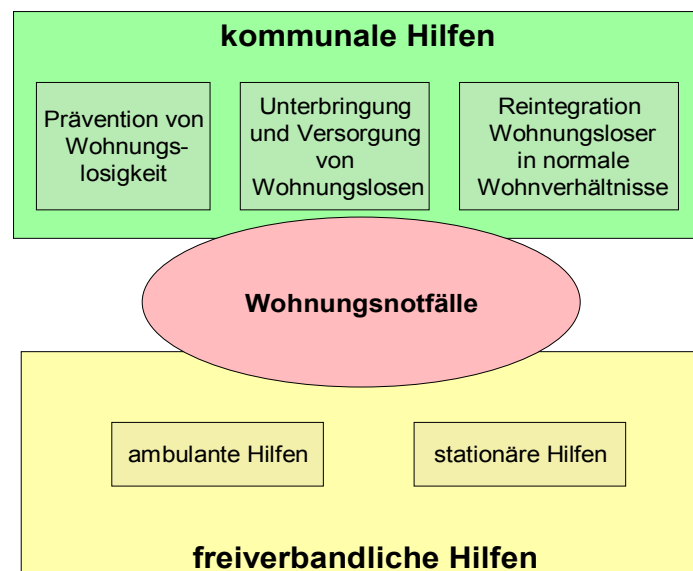 kommunale Hilfen
Prävention von
Wohnungs-
losigkeit
Unterbringung
und Versorgung
von
Wohnungslosen
Reintegration
Wohnungsloser
in normale
Wohnverhältnisse
Wohnungsnotfälle
ambulante Hilfen
stationäre Hilfen
freiverbandliche Hilfen